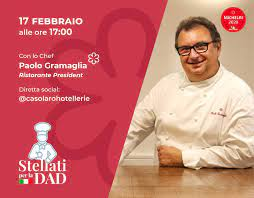 17 FEBBRAIO
alle ore 17:00
Con lo Chef
Paolo Gramaglia
Ristorante President
Diretta social:
@casolarohotellerie
Stellati
per la
DAD
MICHELIN
2020